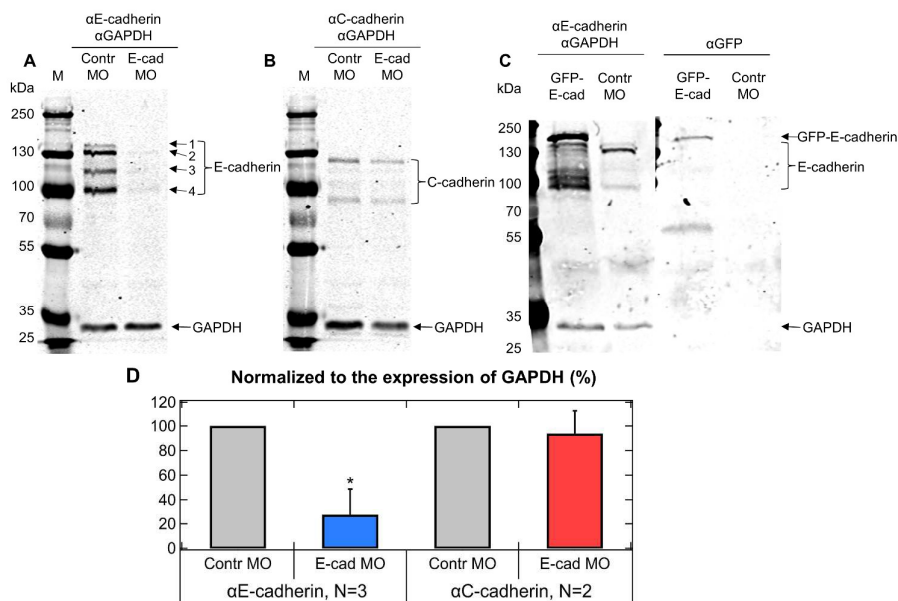 αE-cadherin
αGAPDH
A
Contr
MO
E-cad
MO
M
kDa
250
130
100
70
55
35
25
1
2
3
4
E-cadherin
GAPDH
αC-cadherin
αGAPDH
B
Contr
MO
E-cad
MO
M
C-cadherin
GAPDH
αE-cadherin
αGAPDH
αGFP
C
GFP-
E-cad
Contr
MO
GFP-
E-cad
Contr
MO
kDa
250
130
100
70
55
35
25
GFP-E-cadherin
E-cadherin
GAPDH
D
Normalized to the expression of GAPDH (%)
120
100
80
60
40
20
0
*
Contr MO
E-cad MO
Contr MO
E-cad MO
αE-cadherin, N=3
αC-cadherin, N=2